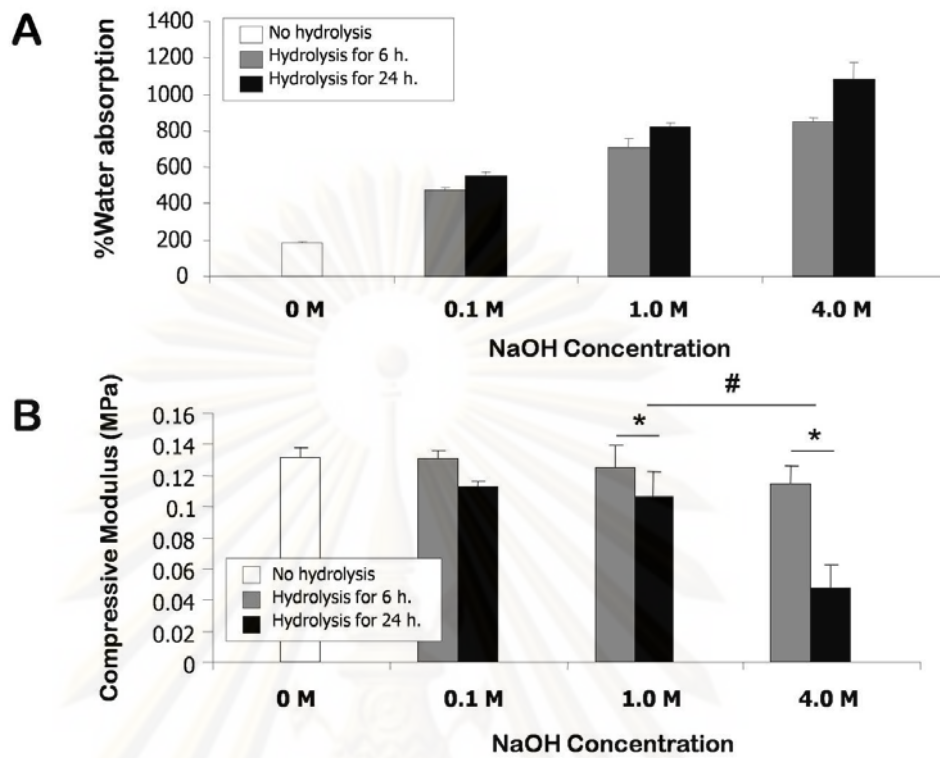 A
%Water absorption
1400
1200
1000
800
600
400
200
0
No hydrolysis
Hydrolysis for 6 h.
Hydrolysis for 24 h.
0 M 0.1 M 1.0 M 4.0 M
NaOH Concentration
B
Compressive Modulus (MPa)
0.16
0.14
0.12
0.1
0.08
0.06
0.04
0.02
0
#
* *
No hydrolysis
Hydrolysis for 6 h.
Hydrolysis for 24 h.
0 M 0.1 M 1.0 M 4.0 M
NaOH Concentration